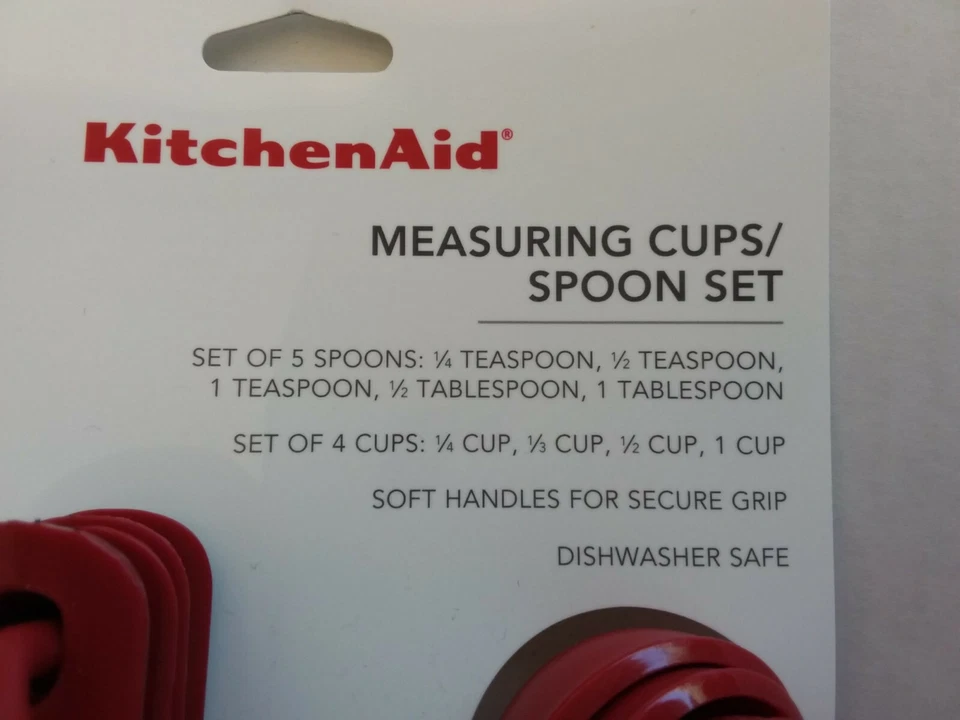 KitchenAid®
MEASURING CUPS/
SPOON SET
SET OF 5 SPOONS: ¼ TEASPOON, ½ TEASPOON,
1 TEASPOON, ½ TABLESPOON, 1 TABLESPOON
SET OF 4 CUPS: ¼ CUP, ⅓ CUP, ½ CUP, 1 CUP
SOFT HANDLES FOR SECURE GRIP
DISHWASHER SAFE